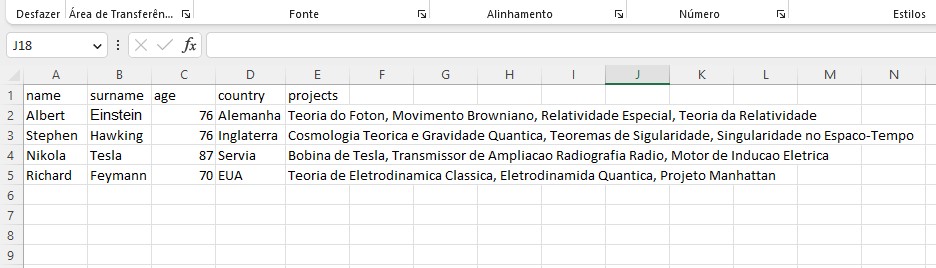 Desfazer Área de Transferên... Fonte Alinhamento Número Estilos
J18 fx
A B C D E F G H I J K L M N
1 name surname age country projects
2 Albert Einstein 76 Alemanha Teoria do Foton, Movimento Browniano, Relatividade Especial, Teoria da Relatividade
3 Stephen Hawking 76 Inglaterra Cosmologia Teorica e Gravidade Quantica, Teoremas de Sigularidade, Singularidade no Espaco-Tempo
4 Nikola Tesla 87 Servia Bobina de Tesla, Transmissor de Ampliacao Radiografia Radio, Motor de Inducao Eletrica
5 Richard Feymann 70 EUA Teoria de Eletrodinamica Classica, Eletrodinamida Quantica, Projeto Manhattan
6
7
8
9